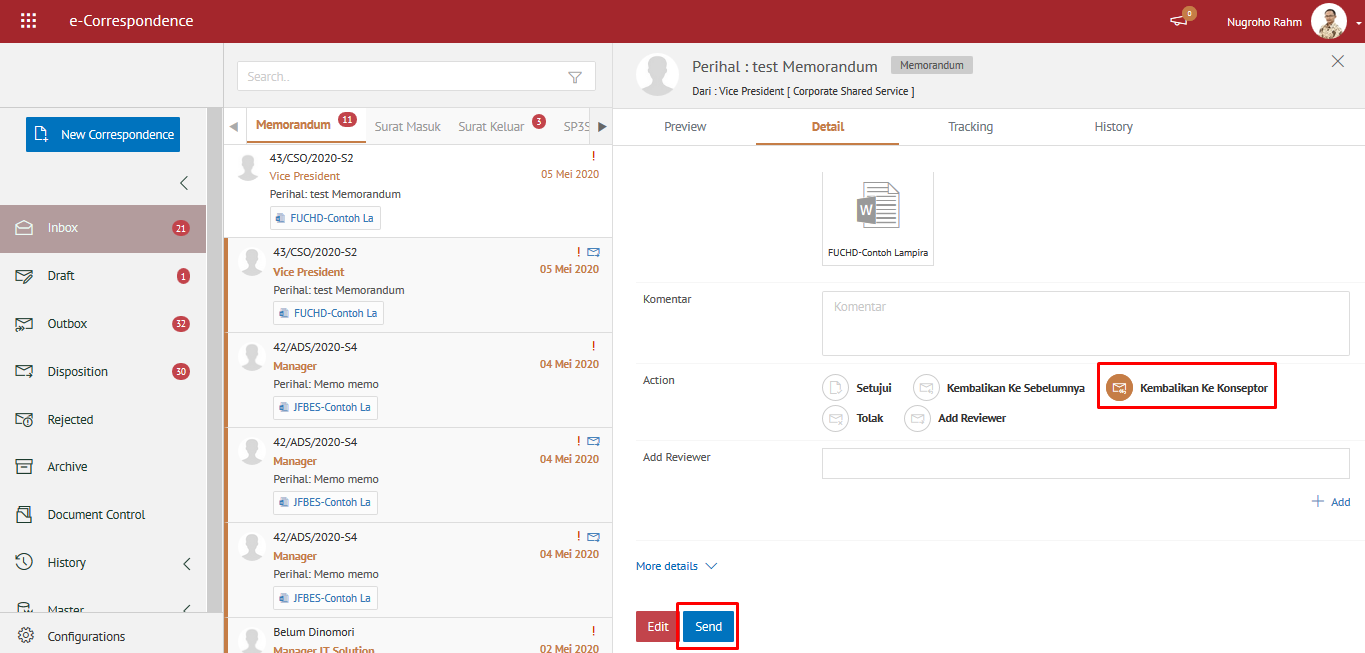 e-Correspondence
0
Nugroho Rahm
New Correspondence
Inbox 21
Draft 1
Outbox 32
Disposition 30
Rejected
Archive
Document Control
History
Master
Configurations
Search..
Memorandum 11 Surat Masuk Surat Keluar 3 SP3S
43/CSO/2020-S2 !
Vice President 05 Mei 2020
Perihal: test Memorandum
FUCHD-Contoh La
43/CSO/2020-S2 !
Vice President 05 Mei 2020
Perihal: test Memorandum
FUCHD-Contoh La
42/ADS/2020-S4 !
Manager 04 Mei 2020
Perihal: Memo memo
JFBES-Contoh La
42/ADS/2020-S4 !
Manager 04 Mei 2020
Perihal: Memo memo
JFBES-Contoh La
42/ADS/2020-S4 !
Manager 04 Mei 2020
Perihal: Memo memo
JFBES-Contoh La
Belum Dinomori !
Manager IT Solution 02 Mei 2020
Perihal : test Memorandum Memorandum
Dari : Vice President [ Corporate Shared Service ]
Preview Detail Tracking History
W
FUCHD-Contoh Lampira
Komentar Komentar
Action Setujui Kembalikan Ke Sebelumnya Kembalikan Ke Konseptor
Tolak Add Reviewer
Add Reviewer
+ Add
More details
Edit Send